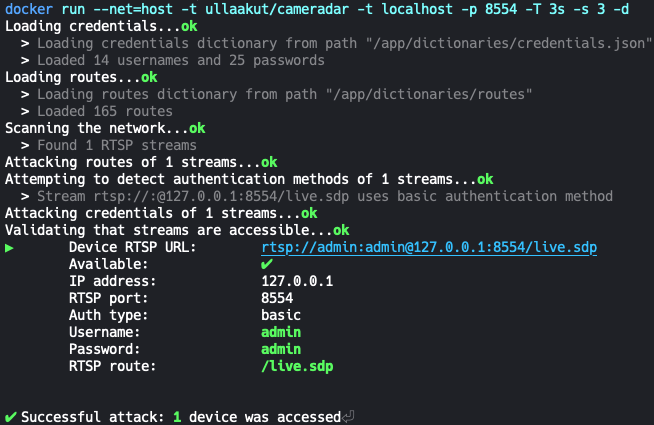 docker run --net=host -t ullaakut/cameradar -t localhost -p 8554 -T 3s -s 3 -d
Loading credentials...ok
> Loading credentials dictionary from path "/app/dictionaries/credentials.json"
> Loaded 14 usernames and 25 passwords
Loading routes...ok
> Loading routes dictionary from path "/app/dictionaries/routes"
> Loaded 165 routes
Scanning the network...ok
> Found 1 RTSP streams
Attacking routes of 1 streams...ok
Attempting to detect authentication methods of 1 streams...ok
> Stream rtsp://:@127.0.0.1:8554/live.sdp uses basic authentication method
Attacking credentials of 1 streams...ok
Validating that streams are accessible...ok
▶ Device RTSP URL: rtsp://admin:admin@127.0.0.1:8554/live.sdp
Available: ✔
IP address: 127.0.0.1
RTSP port: 8554
Auth type: basic
Username: admin
Password: admin
RTSP route: /live.sdp
✔ Successful attack: 1 device was accessed⏎